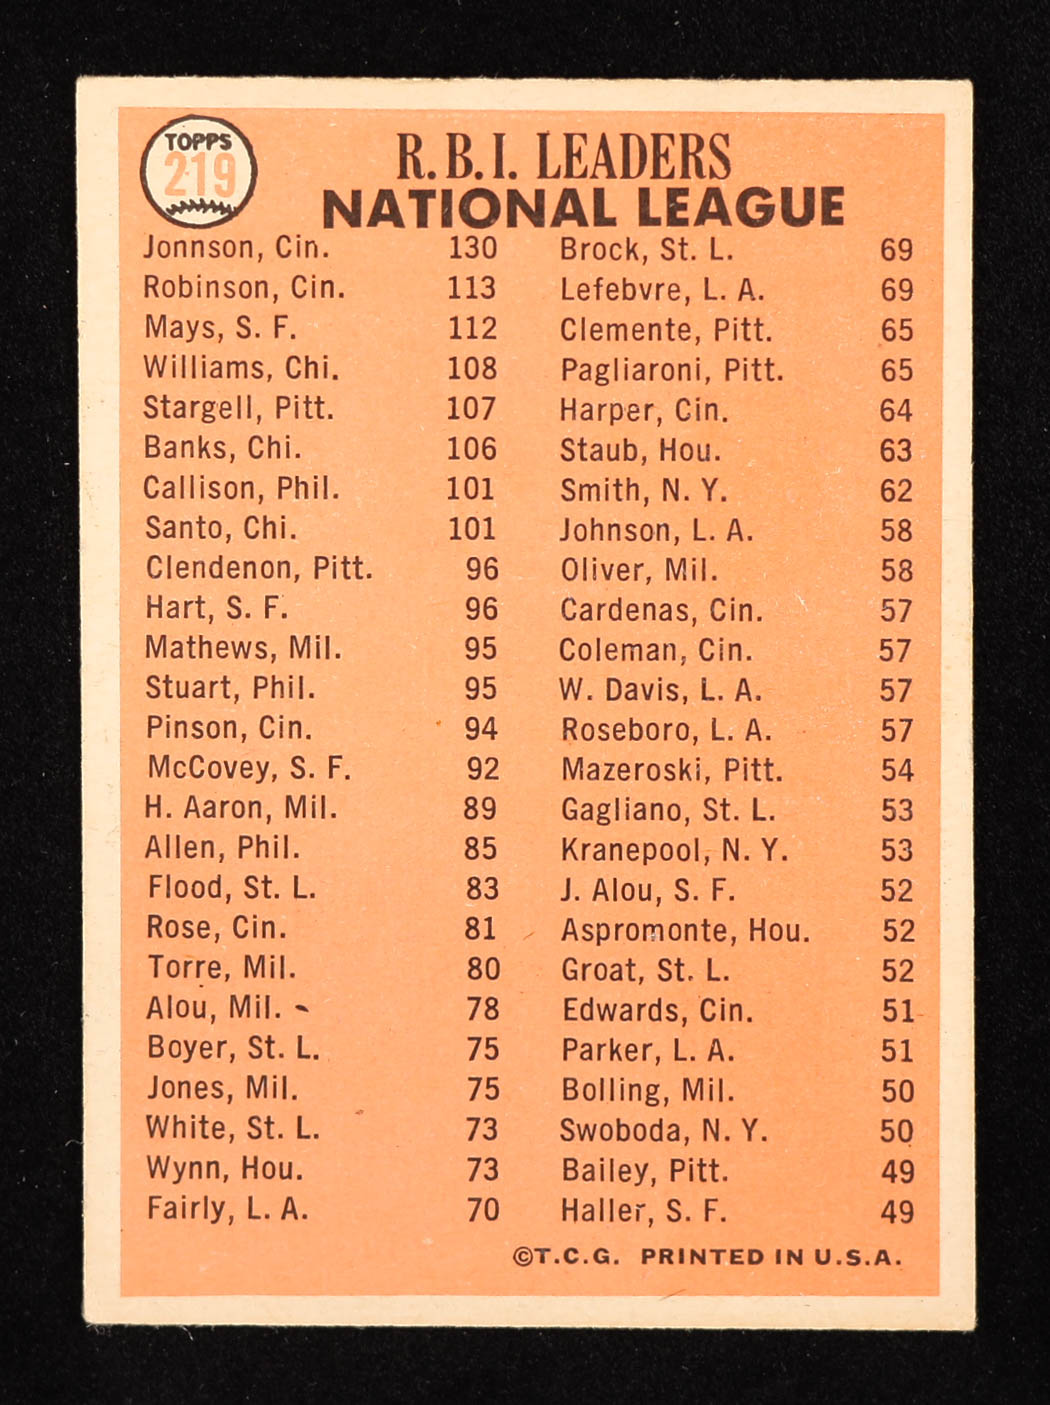 TOPPS
219
R.B.I. LEADERS
NATIONAL LEAGUE
Jonnson, Cin. 130
Robinson, Cin. 113
Mays, S. F. 112
Williams, Chi. 108
Stargell, Pitt. 107
Banks, Chi. 106
Callison, Phil. 101
Santo, Chi. 101
Clendenon, Pitt. 96
Hart, S. F. 96
Mathews, Mil. 95
Stuart, Phil. 95
Pinson, Cin. 94
McCovey, S. F. 92
H. Aaron, Mil. 89
Allen, Phil. 85
Flood, St. L. 83
Rose, Cin. 81
Torre, Mil. 80
Alou, Mil. 78
Boyer, St. L. 75
Jones, Mil. 75
White, St. L. 73
Wynn, Hou. 73
Fairly, L. A. 70
Brock, St. L. 69
Lefebvre, L. A. 69
Clemente, Pitt. 65
Pagliaroni, Pitt. 65
Harper, Cin. 64
Staub, Hou. 63
Smith, N. Y. 62
Johnson, L. A. 58
Oliver, Mil. 58
Cardenas, Cin. 57
Coleman, Cin. 57
W. Davis, L. A. 57
Roseboro, L. A. 57
Mazeroski, Pitt. 54
Gagliano, St. L. 53
Kranepool, N. Y. 53
J. Alou, S. F. 52
Aspromonte, Hou. 52
Groat, St. L. 52
Edwards, Cin. 51
Parker, L. A. 51
Bolling, Mil. 50
Swoboda, N. Y. 50
Bailey, Pitt. 49
Haller, S. F. 49
©T.C.G. PRINTED IN U.S.A.